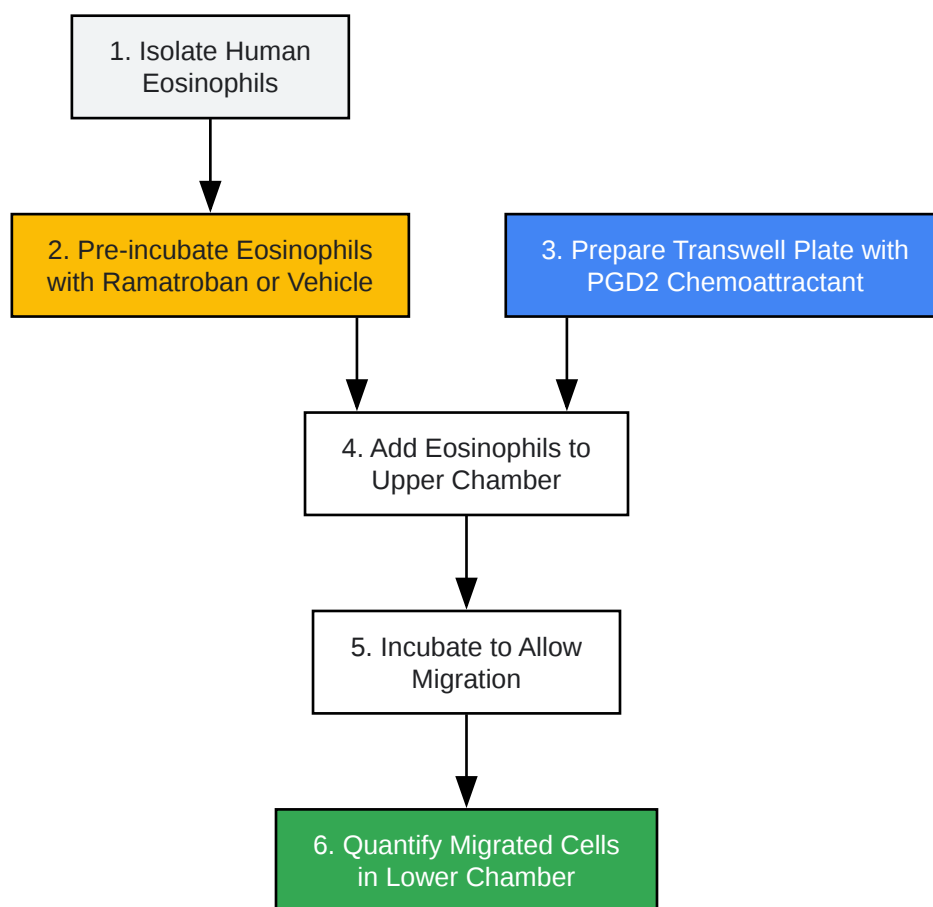 1. Isolate Human
Eosinophils
2. Pre-incubate Eosinophils
with Ramatroban or Vehicle
3. Prepare Transwell Plate with
PGD2 Chemoattractant
4. Add Eosinophils to
Upper Chamber
5. Incubate to Allow
Migration
6. Quantify Migrated Cells
in Lower Chamber